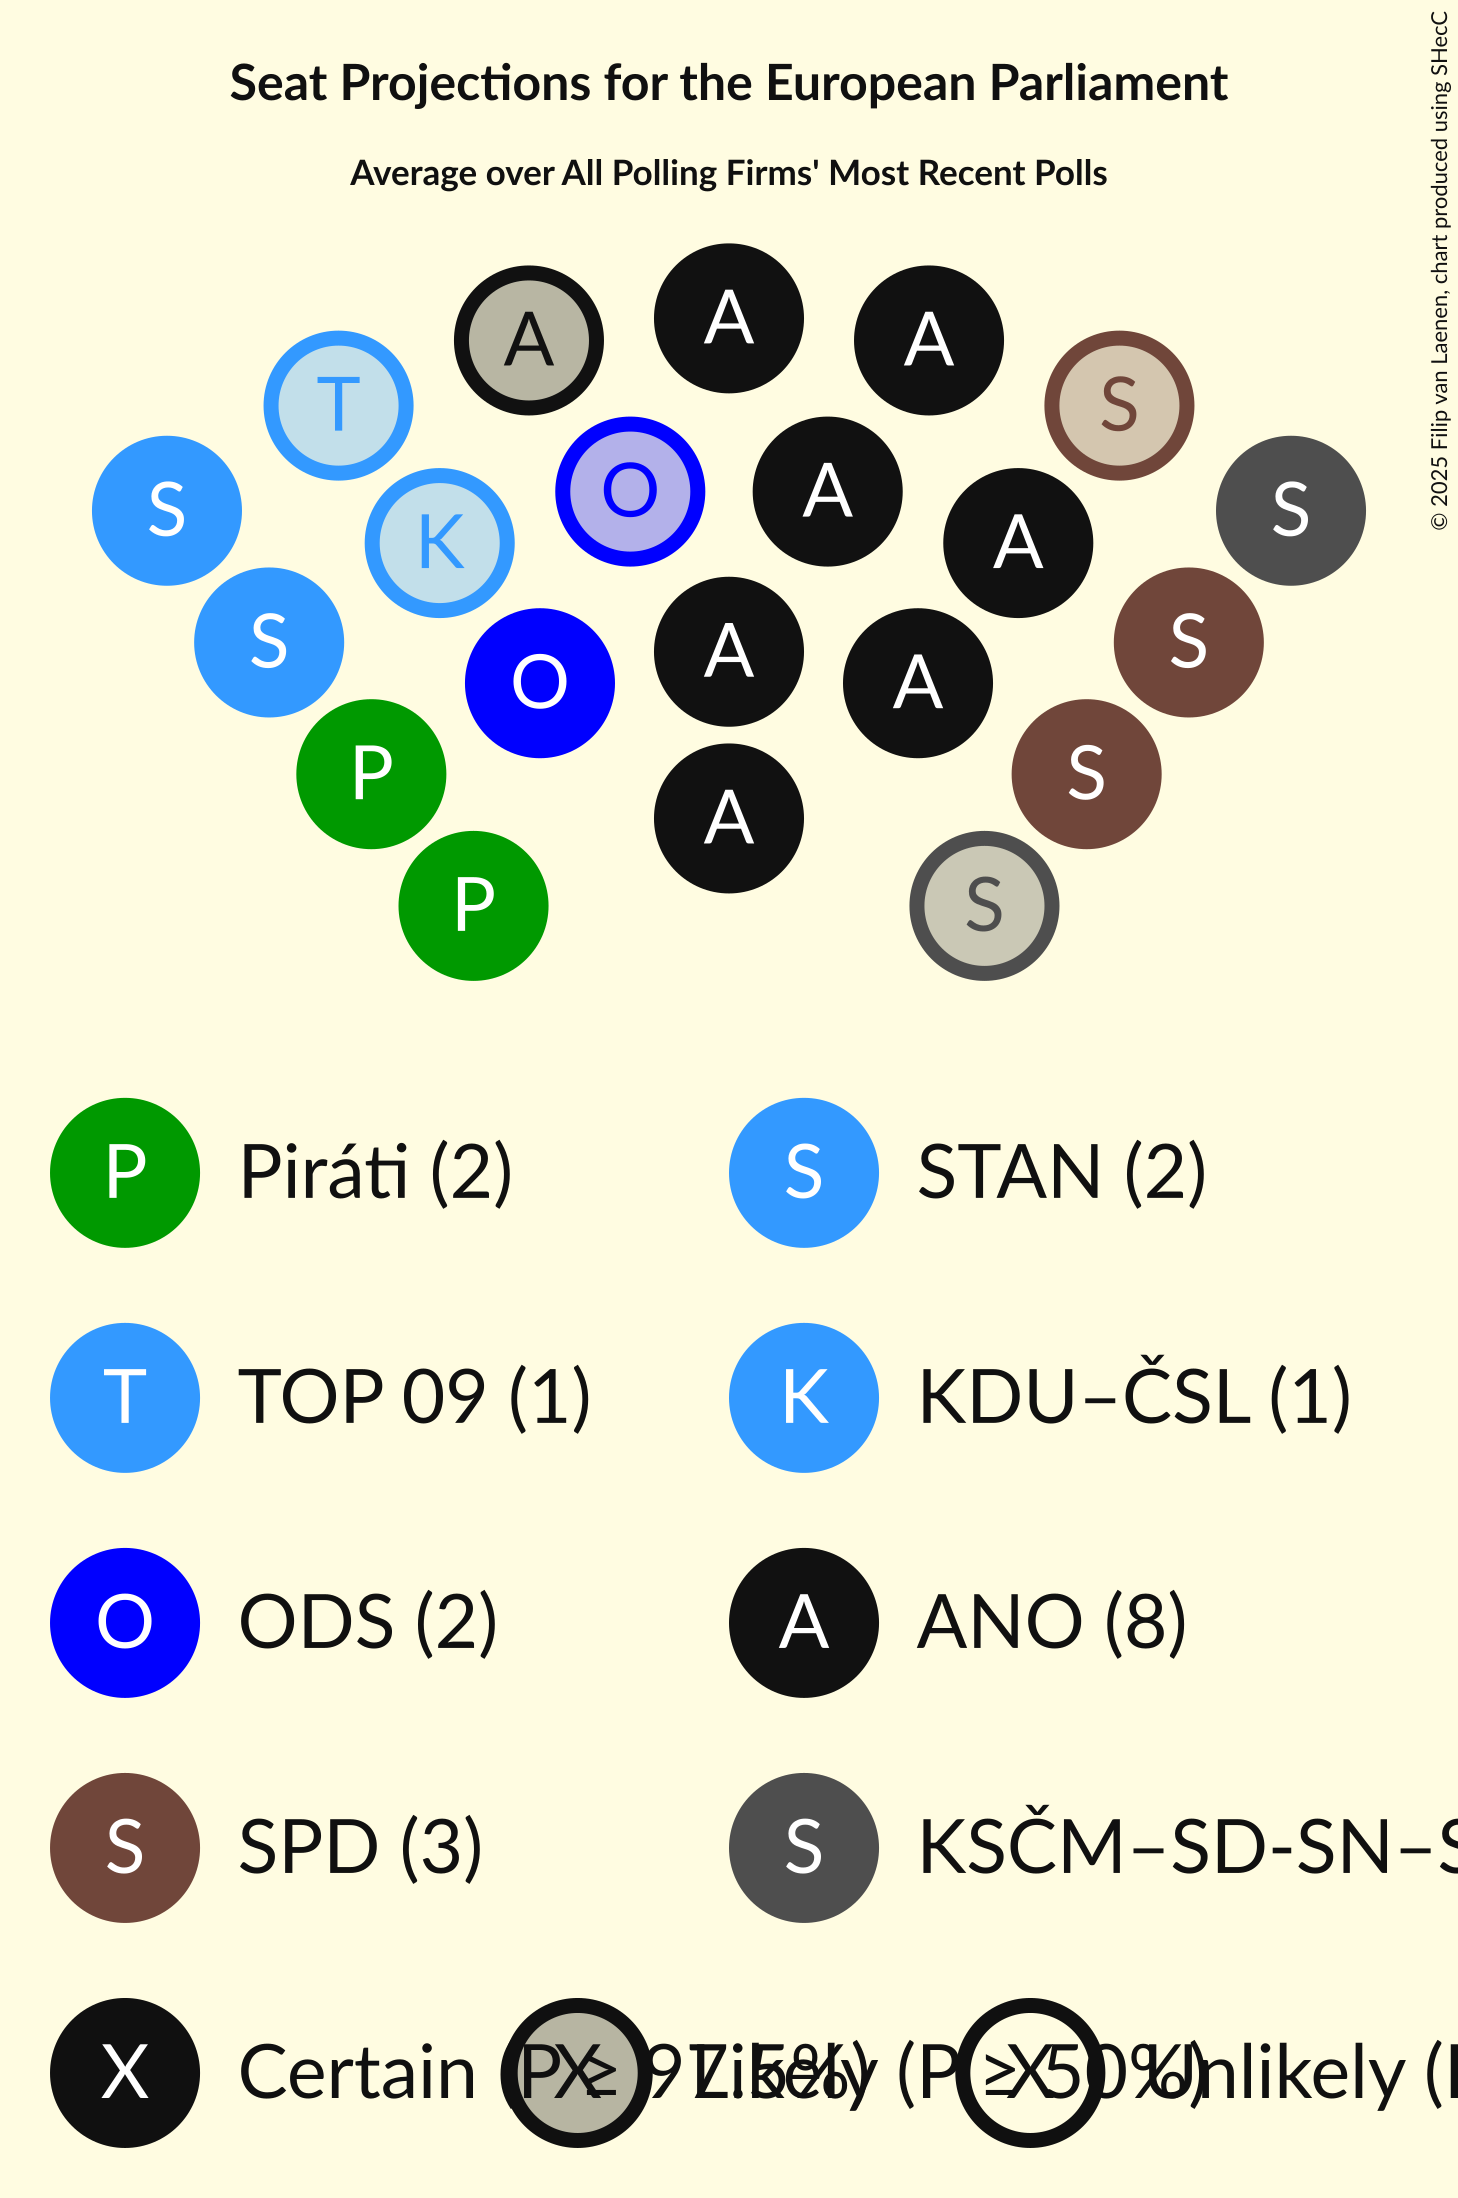 Seat Projections for the European Parliament
Average over All Polling Firms' Most Recent Polls
© 2025 Filip van Laenen, chart produced using SHecC
A
A A
T S
S S
O A
K A
S A S
O A
P S
A
P S
P Piráti (2)
S STAN (2)
T TOP 09 (1)
K KDU–ČSL (1)
O ODS (2)
A ANO (8)
S SPD (3)
S KSČM–SD-SN–S
X Certain (P ≥ 97.5%)
X Likely (P ≥ 50%)
X Unlikely (